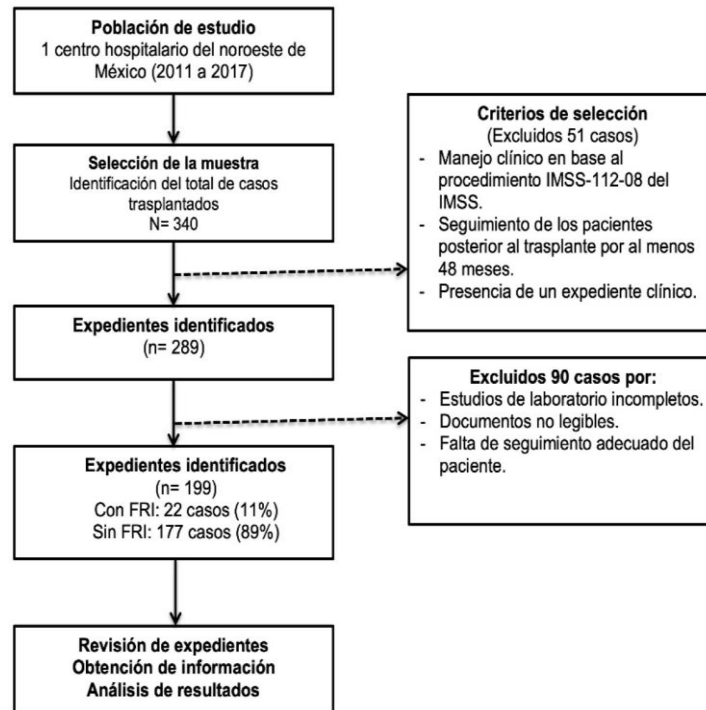 Población de estudio
1 centro hospitalario del noroeste de
México (2011 a 2017)
Criterios de selección
(Excluidos 51 casos)
- Manejo clínico en base al
procedimiento IMSS-112-08 del
IMSS.
- Seguimiento de los pacientes
posterior al trasplante por al menos
48 meses.
- Presencia de un expediente clínico.
Selección de la muestra
Identificación del total de casos
trasplantados
N= 340
Expedientes identificados
(n= 289)
Excluidos 90 casos por:
- Estudios de laboratorio incompletos.
- Documentos no legibles.
- Falta de seguimiento adecuado del
paciente.
Expedientes identificados
(n= 199)
Con FRI: 22 casos (11%)
Sin FRI: 177 casos (89%)
Revisión de expedientes
Obtención de información
Análisis de resultados